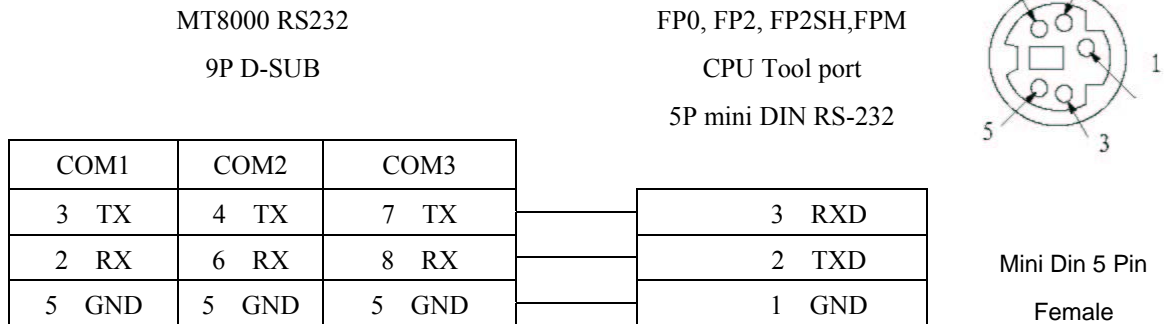 MT8000 RS232 FP0, FP2, FP2SH,FPM
9P D-SUB CPU Tool port
5P mini DIN RS-232
1
5
3
COM1 COM2 COM3
3 TX 4 TX 7 TX 3 RXD
2 RX 6 RX 8 RX 2 TXD
5 GND 5 GND 5 GND 1 GND
Mini Din 5 Pin
Female